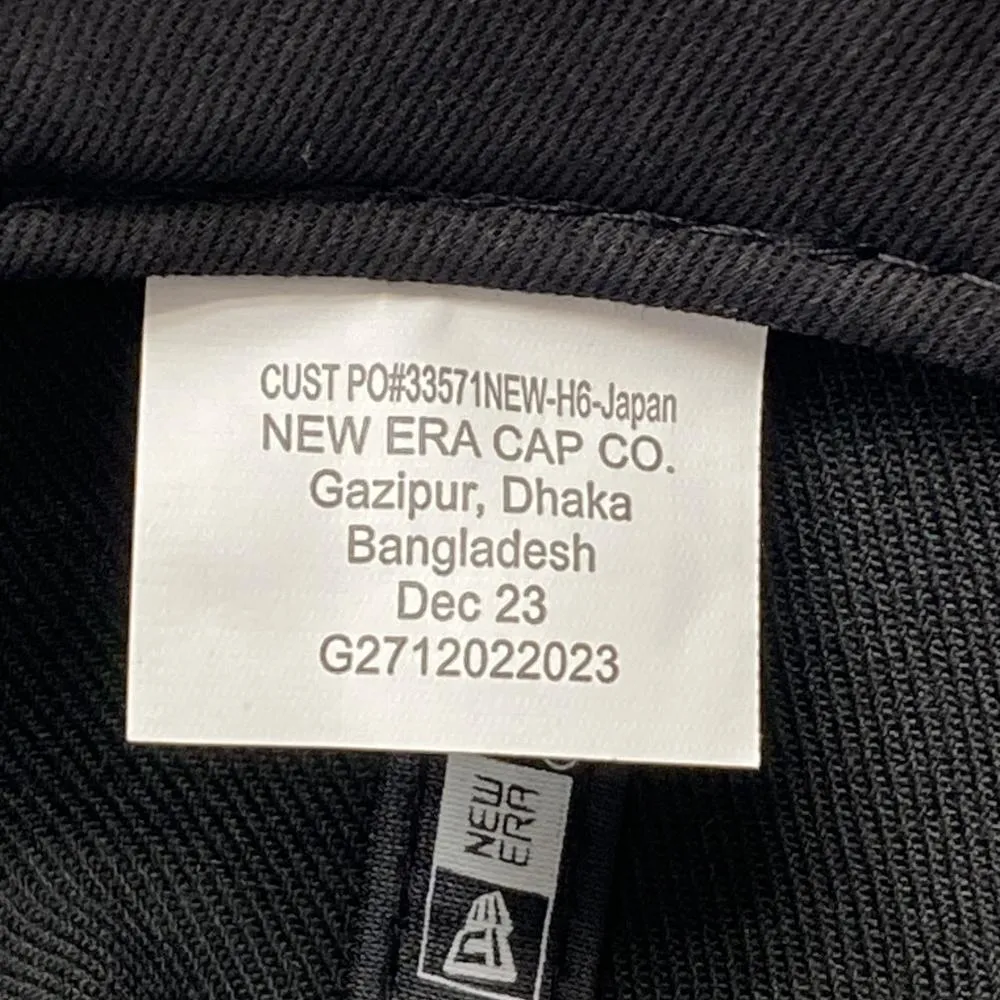 CUST PO#33571NEW-H6-Japan
NEW ERA CAP CO.
Gazipur, Dhaka
Bangladesh
Dec 23
G2712022023
NEW
ERA